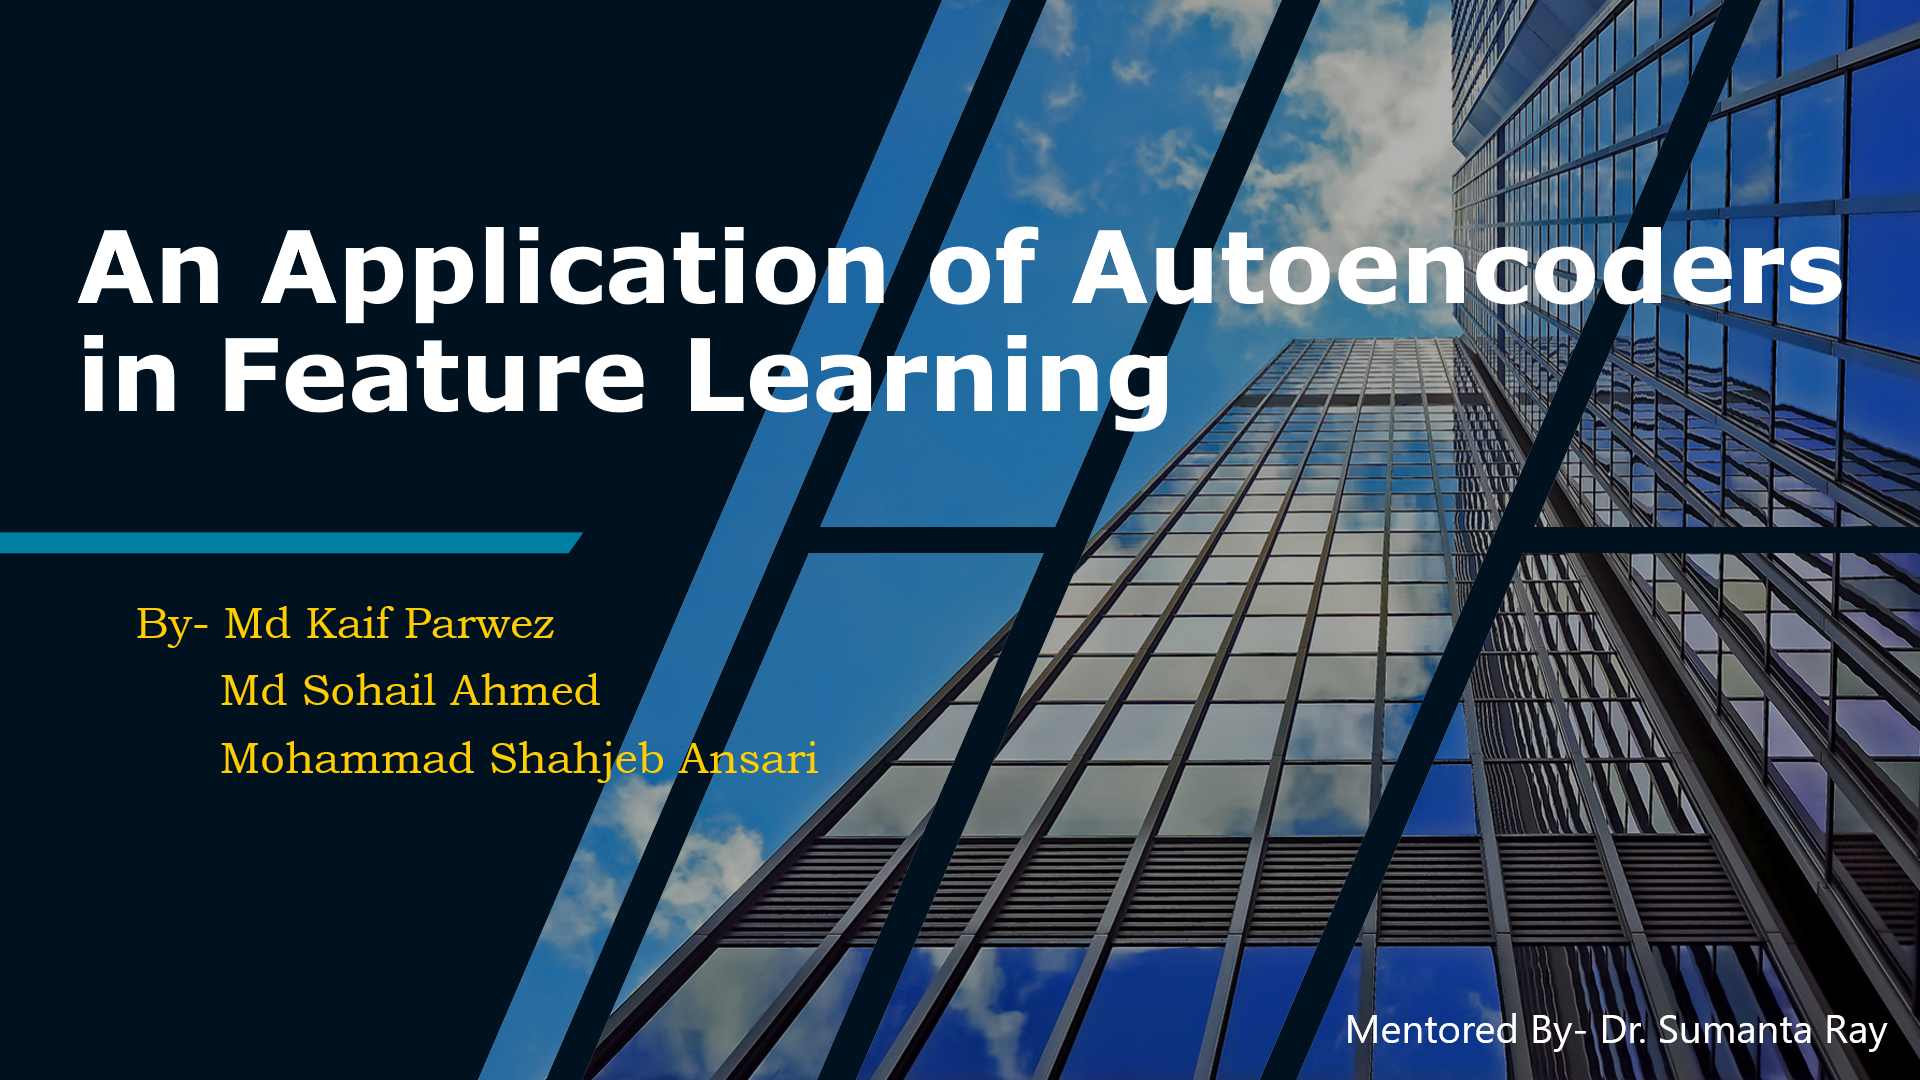 An Application of Autoencoders
in Feature Learning
By- Md Kaif Parwez
Md Sohail Ahmed
Mohammad Shahjeb Ansari
Mentored By- Dr. Sumanta Ray